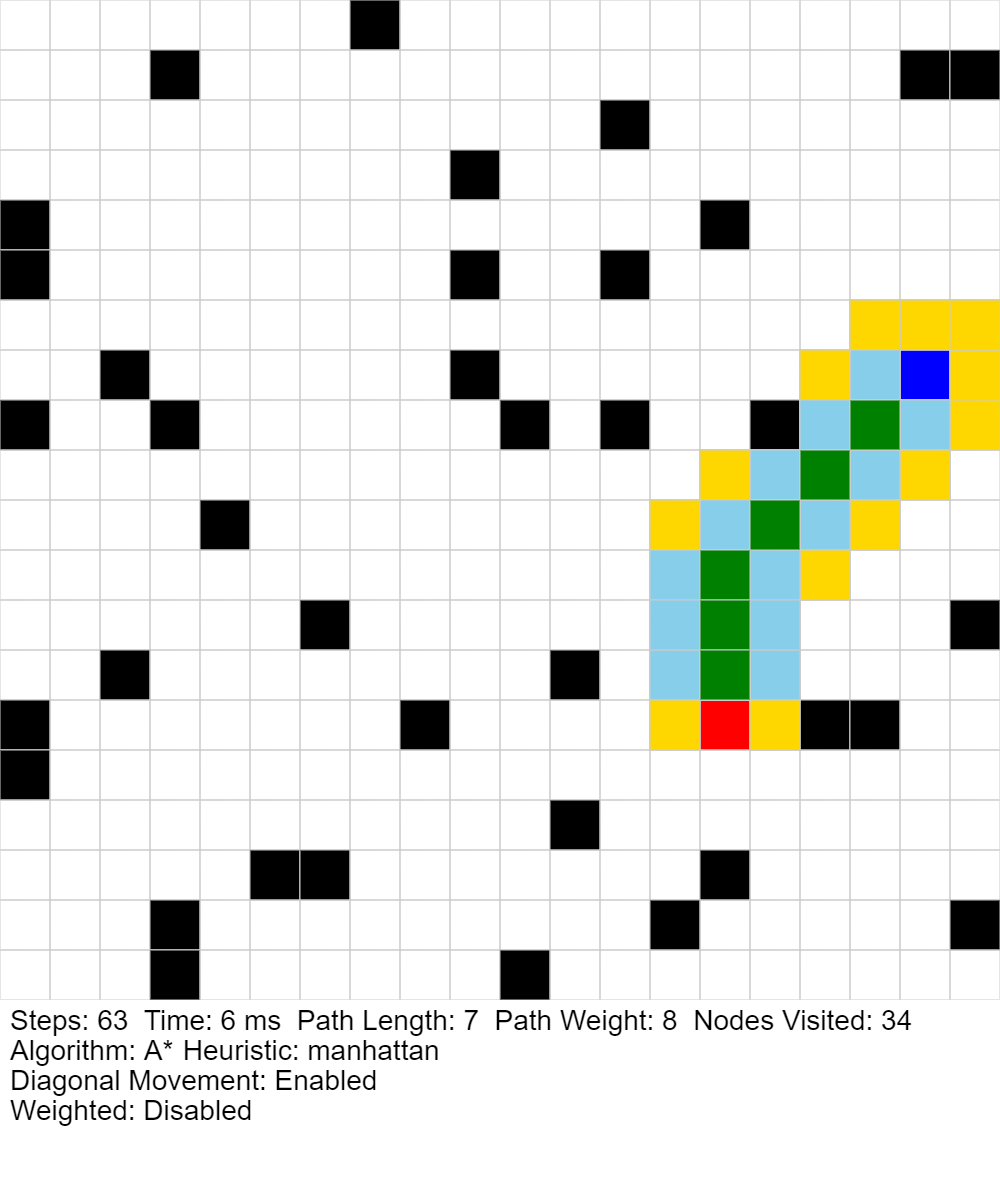 Steps: 63  Time: 6 ms  Path Length: 7  Path Weight: 8  Nodes Visited: 34
Algorithm: A* Heuristic: manhattan
Diagonal Movement: Enabled
Weighted: Disabled